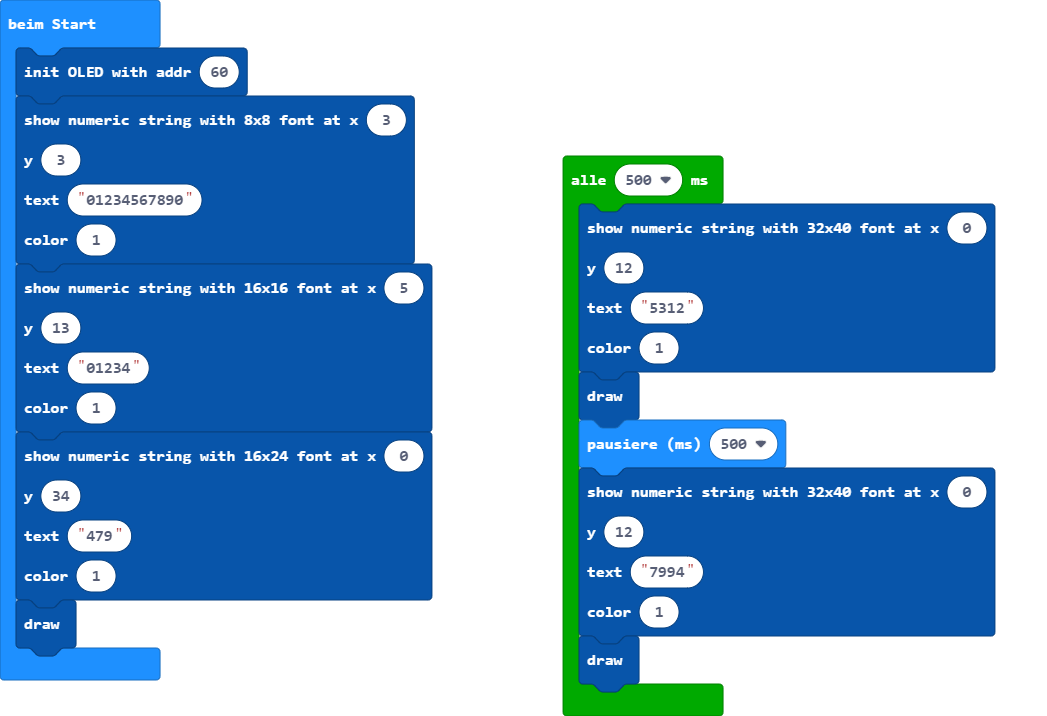 beim Start
init OLED with addr 60
show numeric string with 8x8 font at x 3
y 3
text "01234567890"
color 1
show numeric string with 16x16 font at x 5
y 13
text "01234"
color 1
show numeric string with 16x24 font at x 0
y 34
text "479"
color 1
draw
alle 500 ms
show numeric string with 32x40 font at x 0
y 12
text "5312"
color 1
draw
pausiere (ms) 500
show numeric string with 32x40 font at x 0
y 12
text "7994"
color 1
draw